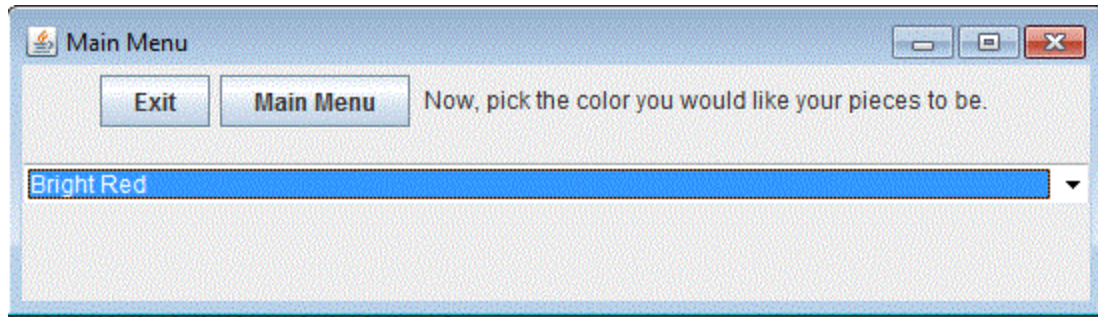 Main Menu
Exit Main Menu Now, pick the color you would like your pieces to be.
Bright Red